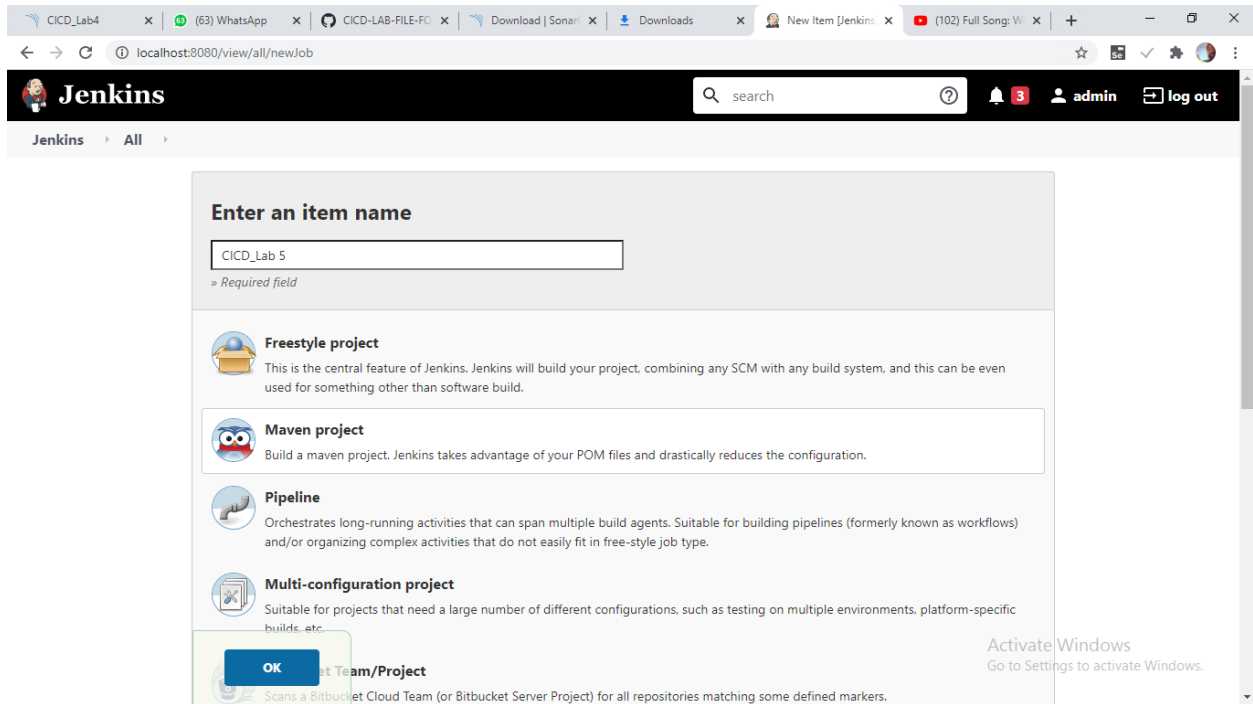 CICD_Lab4
(63) WhatsApp
CICD-LAB-FILE-FO
Download | Sonar
Downloads
New Item [Jenkins
(102) Full Song: W
localhost:8080/view/all/newJob
Jenkins
search
3
admin
log out
Jenkins
All
Enter an item name
CICD_Lab 5
» Required field
Freestyle project
This is the central feature of Jenkins. Jenkins will build your project, combining any SCM with any build system, and this can be even
used for something other than software build.
Maven project
Build a maven project. Jenkins takes advantage of your POM files and drastically reduces the configuration.
Pipeline
Orchestrates long-running activities that can span multiple build agents. Suitable for building pipelines (formerly known as workflows)
and/or organizing complex activities that do not easily fit in free-style job type.
Multi-configuration project
Suitable for projects that need a large number of different configurations, such as testing on multiple environments, platform-specific
builds, etc.
OK
et Team/Project
Scans a Bitbucket Cloud Team (or Bitbucket Server Project) for all repositories matching some defined markers.
Activate Windows
Go to Settings to activate Windows.